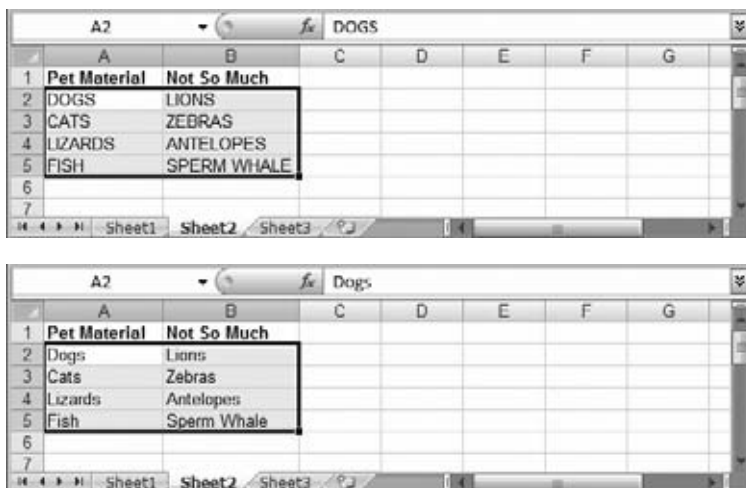 A2 fx DOGS
A B C D E F G
1 Pet Material Not So Much
2 DOGS LIONS
3 CATS ZEBRAS
4 LIZARDS ANTELOPES
5 FISH SPERM WHALE
6
7
Sheet1 Sheet2 Sheet3
A2 fx Dogs
A B C D E F G
1 Pet Material Not So Much
2 Dogs Lions
3 Cats Zebras
4 Lizards Antelopes
5 Fish Sperm Whale
6
7
Sheet1 Sheet2 Sheet3